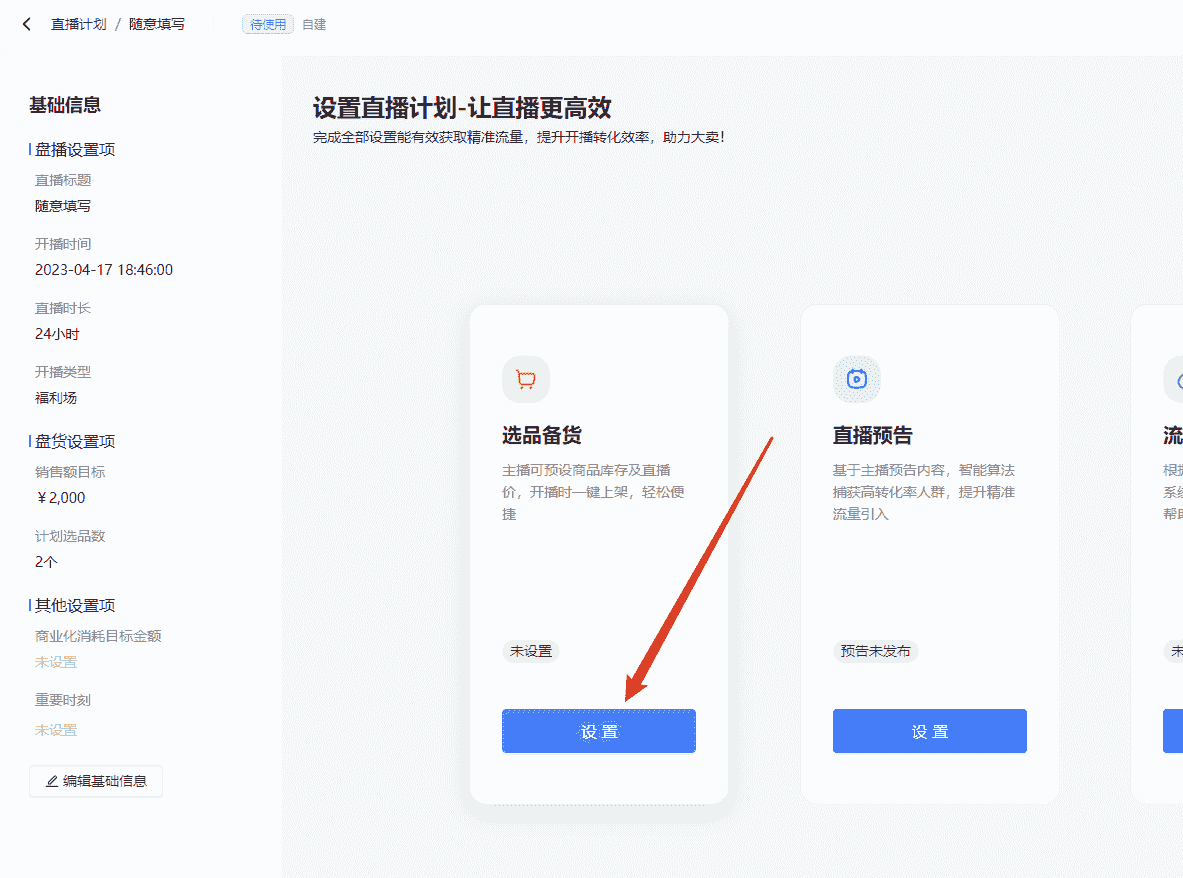 直播计划 / 随意填写 待使用 自建
基础信息
盘播设置项
直播标题
随意填写
开播时间
2023-04-17 18:46:00
直播时长
24小时
开播类型
福利场
盘货设置项
销售额目标
￥2,000
计划选品数
2个
其他设置项
商业化消耗目标金额
未设置
重要时刻
未设置
编辑基础信息
设置直播计划-让直播更高效
完成全部设置能有效获取精准流量，提升开播转化效率，助力大卖！
选品备货
主播可预设商品库存及直播
价，开播时一键上架，轻松便
捷
未设置
设 置
直播预告
基于主播预告内容，智能算法
捕获高转化率人群，提升精准
流量引入
预告未发布
设 置
流
根
系
帮
未